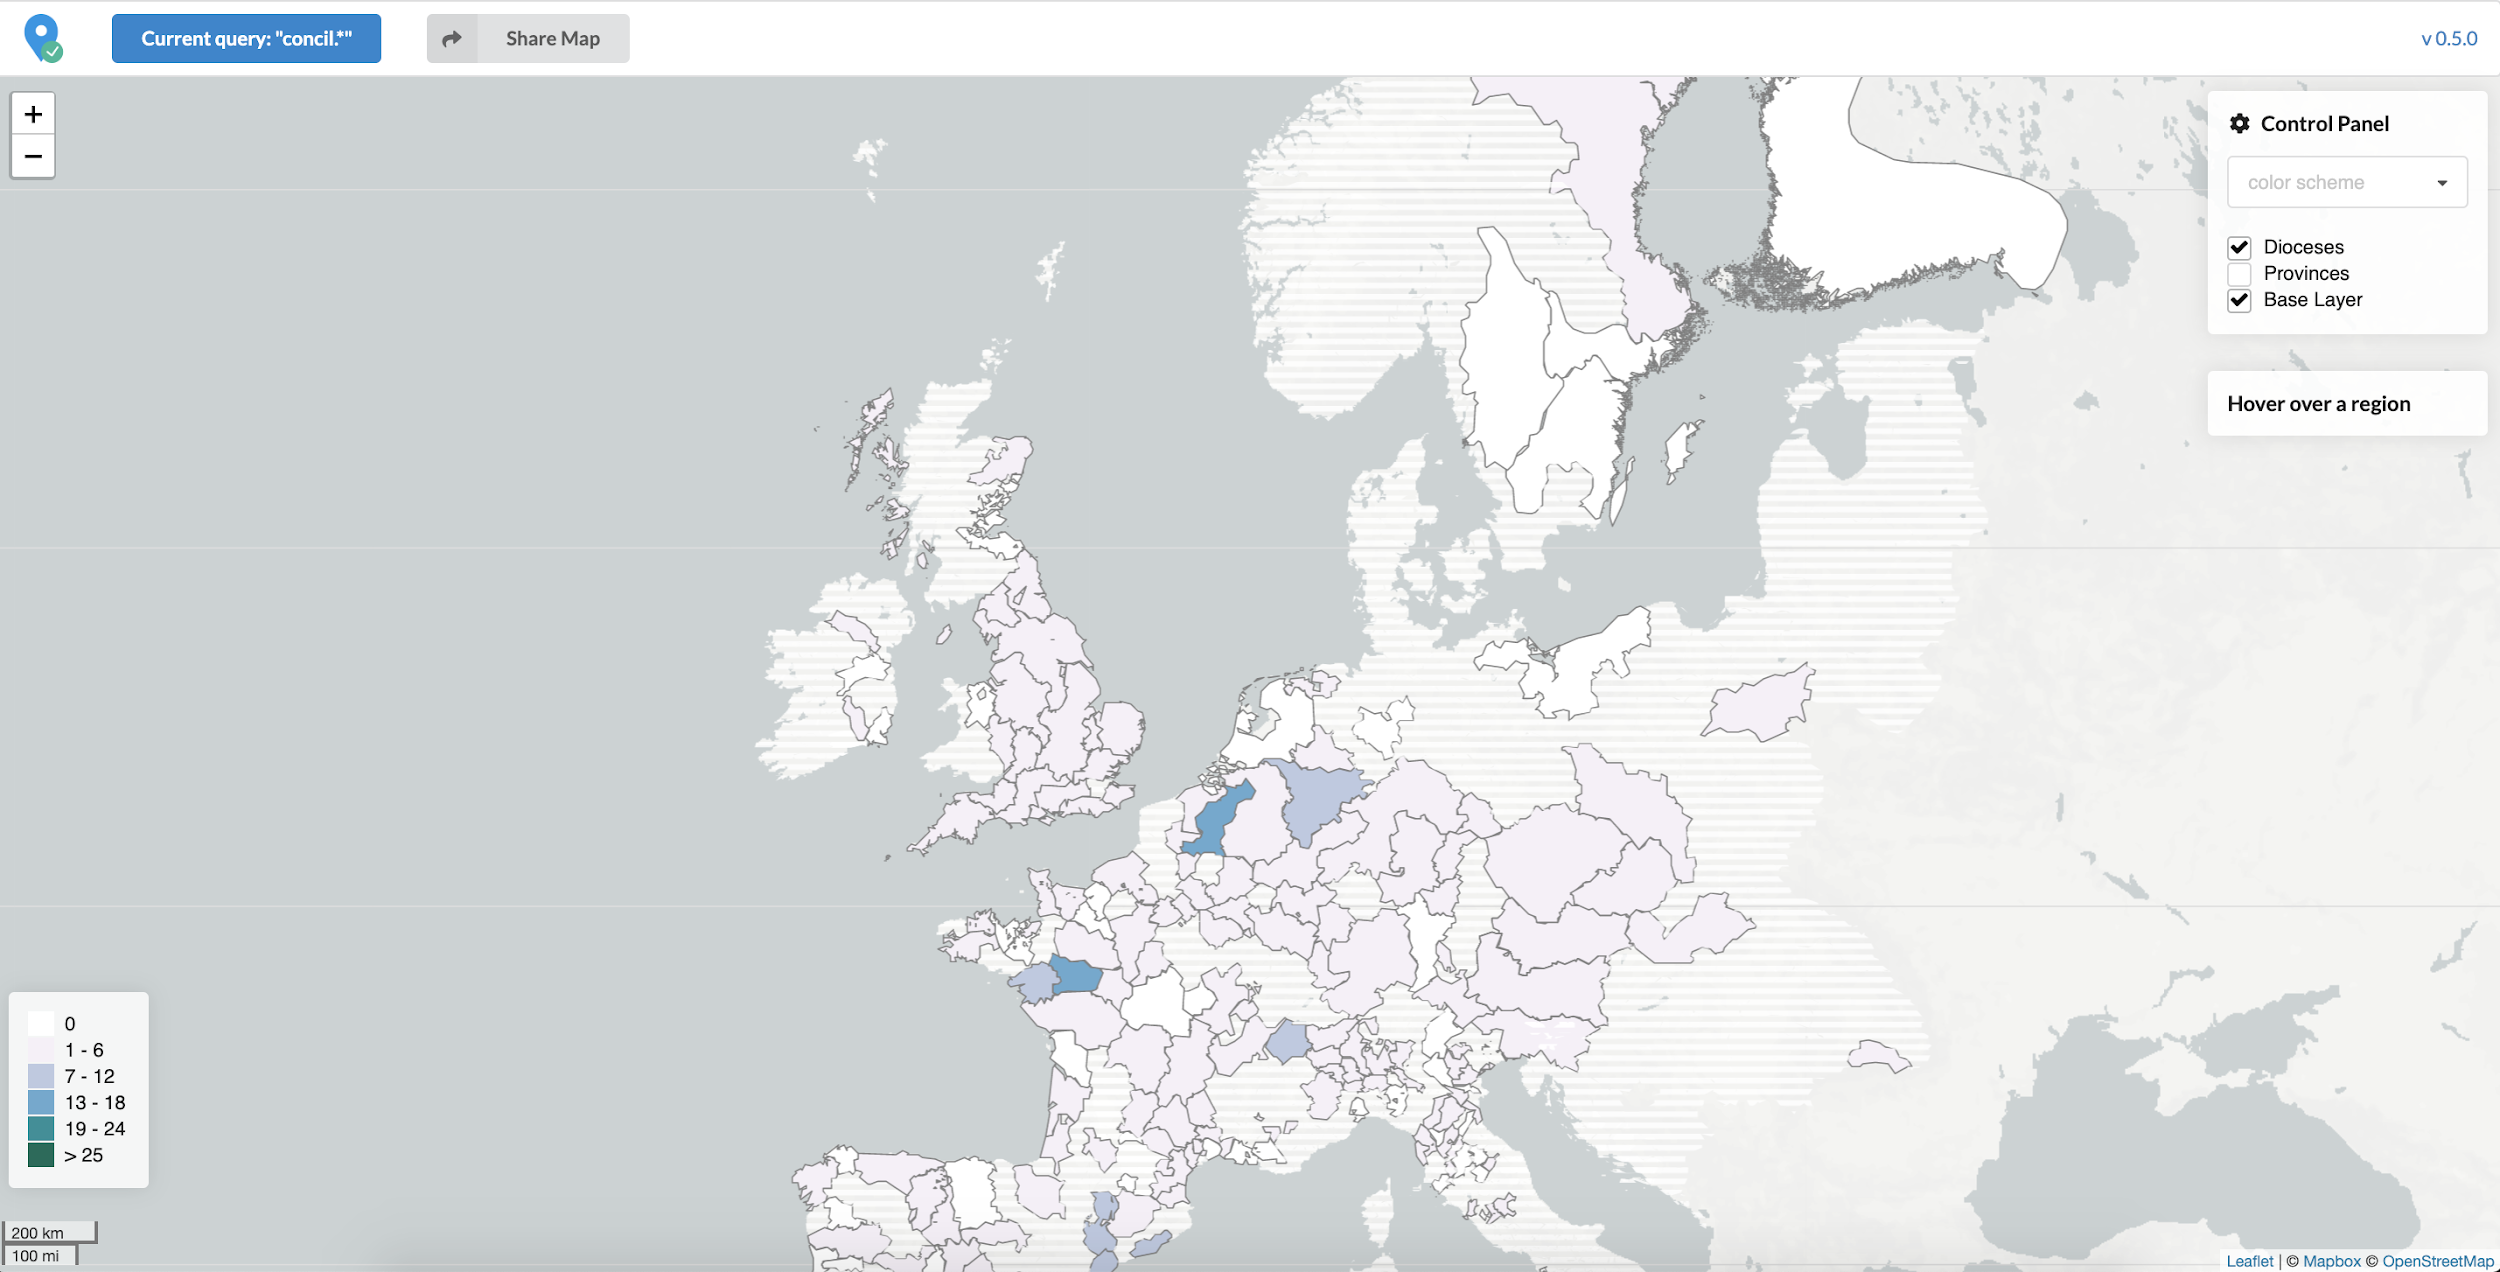 Current query: "concil.*"
Share Map
v 0.5.0
+
−
Control Panel
color scheme
Dioceses
Provinces
Base Layer
Hover over a region
0
1 - 6
7 - 12
13 - 18
19 - 24
> 25
200 km
100 mi
Leaflet | © Mapbox © OpenStreetMap